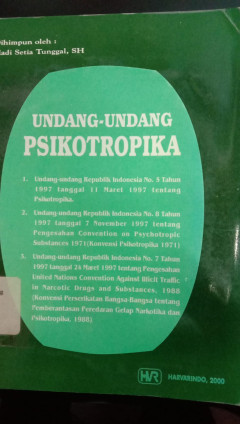 Dihimpun oleh :
Hadi Setia Tunggal, SH
UNDANG-UNDANG
PSIKOTROPIKA
1. Undang-undang Republik Indonesia No. 5 Tahun
1997 tanggal 11 Maret 1997 tentang
Psikotropika.
2. Undang-undang Republik Indonesia No. 8 Tahun
1997 tanggal 7 November 1997 tentang
Pengesahan Convention on Psychotropic
Substances 1971(Konvensi Psikotropika 1971)
3. Undang-undang Republik Indonesia No. 7 Tahun
1997 tanggal 24 Maret 1997 tentang Pengesahan
United Nations Convention Against Illicit Traffic
in Narcotic Drugs and Substances, 1988
(Konvensi Perserikatan Bangsa-Bangsa tentang
Pemberantasan Peredaran Gelap Narkotika dan
Psikotropika, 1988)
HVR
HARVARINDO, 2000